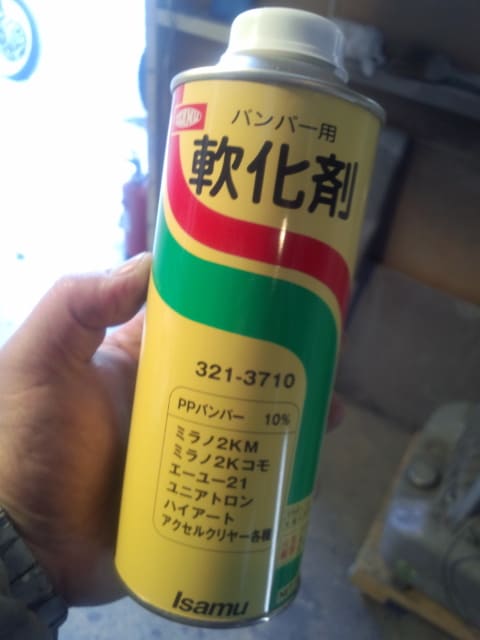 バンパー用
軟化剤
321-3710
PPバンパー 10%
ミラノ2KM
ミラノ2Kコモ
エーユー21
ユニアトロン
ハイアート
アクセルクリヤー各種
Isamu